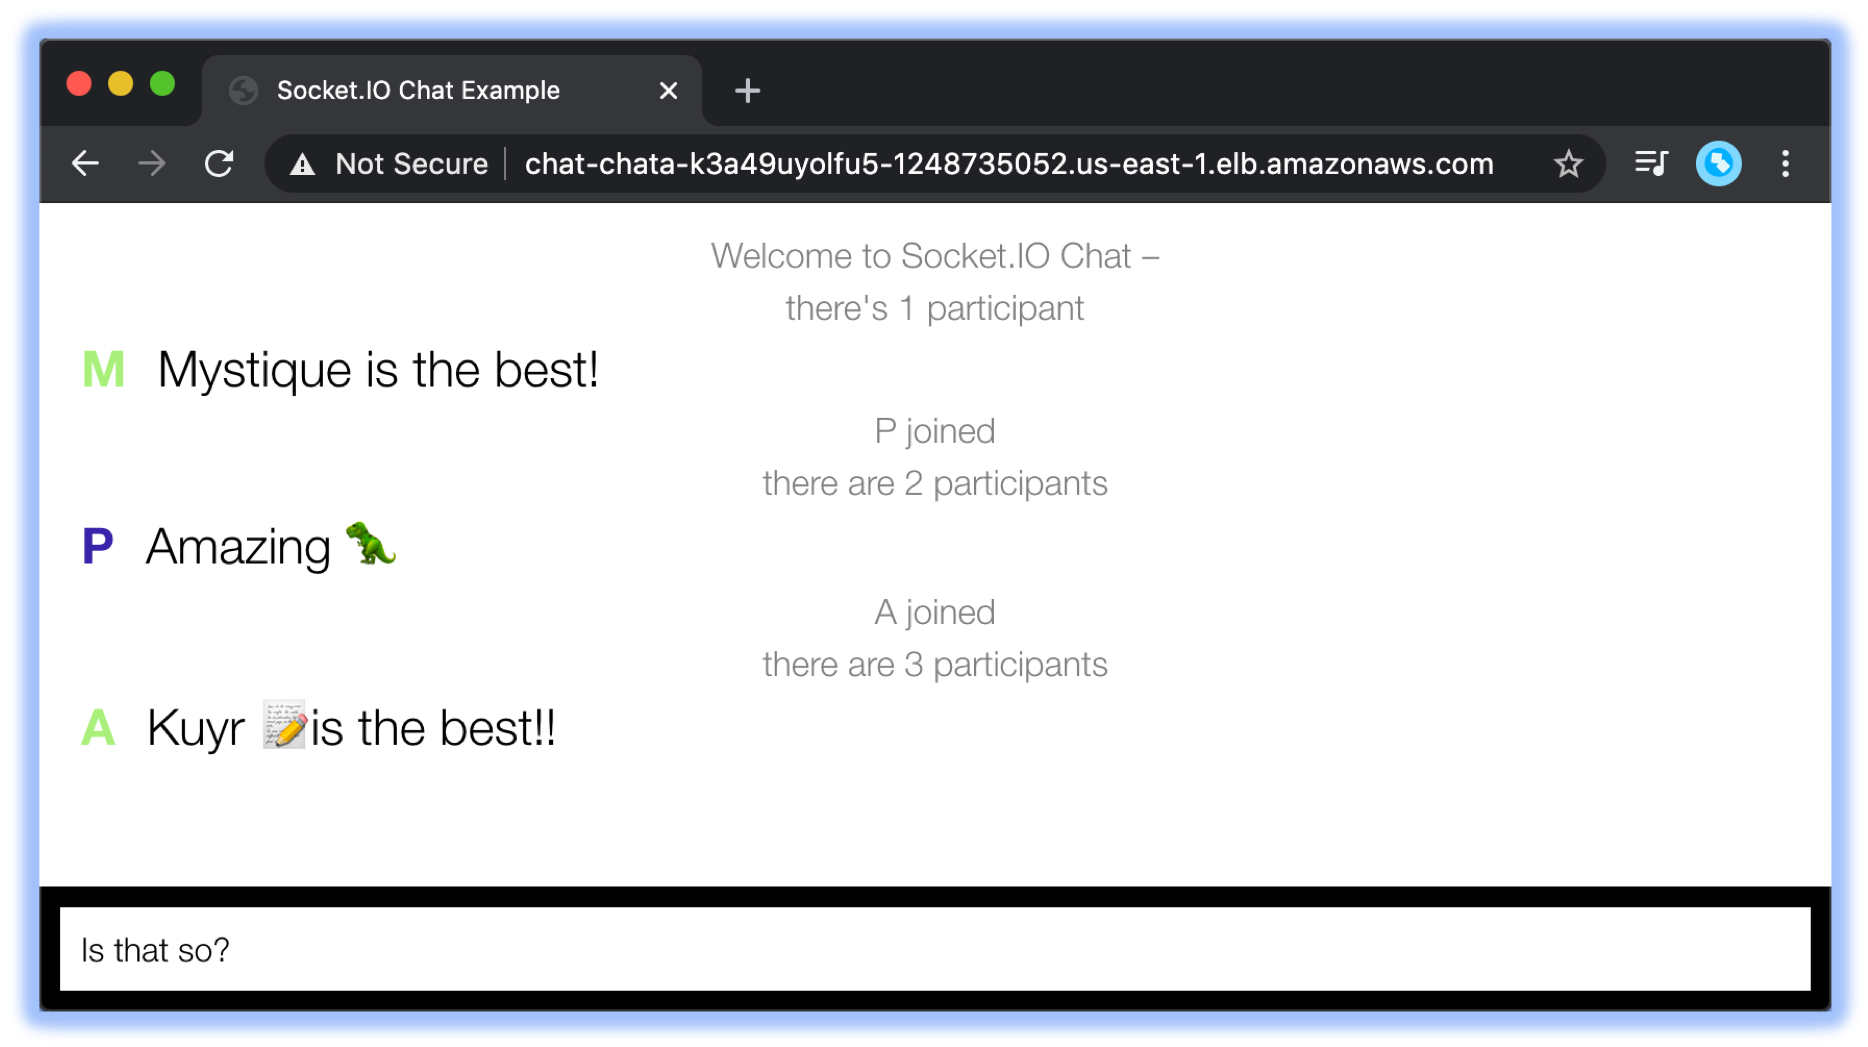 Socket.IO Chat Example
Not Secure chat-chata-k3a49uyolfu5-1248735052.us-east-1.elb.amazonaws.com
Welcome to Socket.IO Chat –
there's 1 participant
M Mystique is the best!
P joined
there are 2 participants
P Amazing 🦖
A joined
there are 3 participants
A Kuyr 📝is the best!!
Is that so?